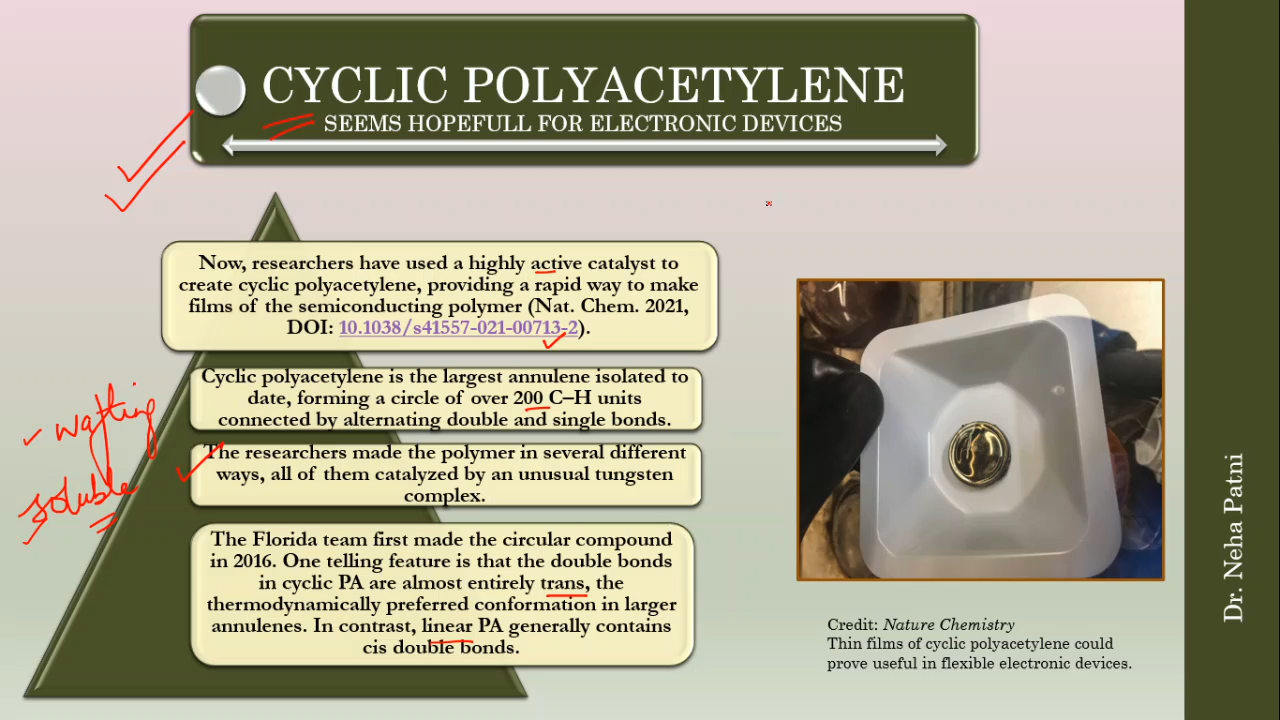 CYCLIC POLYACETYLENE
SEEMS HOPEFULL FOR ELECTRONIC DEVICES
Now, researchers have used a highly active catalyst to
create cyclic polyacetylene, providing a rapid way to make
films of the semiconducting polymer (Nat. Chem. 2021,
DOI: 10.1038/s41557-021-00713-2).
Cyclic polyacetylene is the largest annulene isolated to
date, forming a circle of over 200 C–H units
connected by alternating double and single bonds.
The researchers made the polymer in several different
ways, all of them catalyzed by an unusual tungsten
complex.
The Florida team first made the circular compound
in 2016. One telling feature is that the double bonds
in cyclic PA are almost entirely trans, the
thermodynamically preferred conformation in larger
annulenes. In contrast, linear PA generally contains
cis double bonds.
wafting
soluble
Credit: Nature Chemistry
Thin films of cyclic polyacetylene could
prove useful in flexible electronic devices.
Dr. Neha Patni